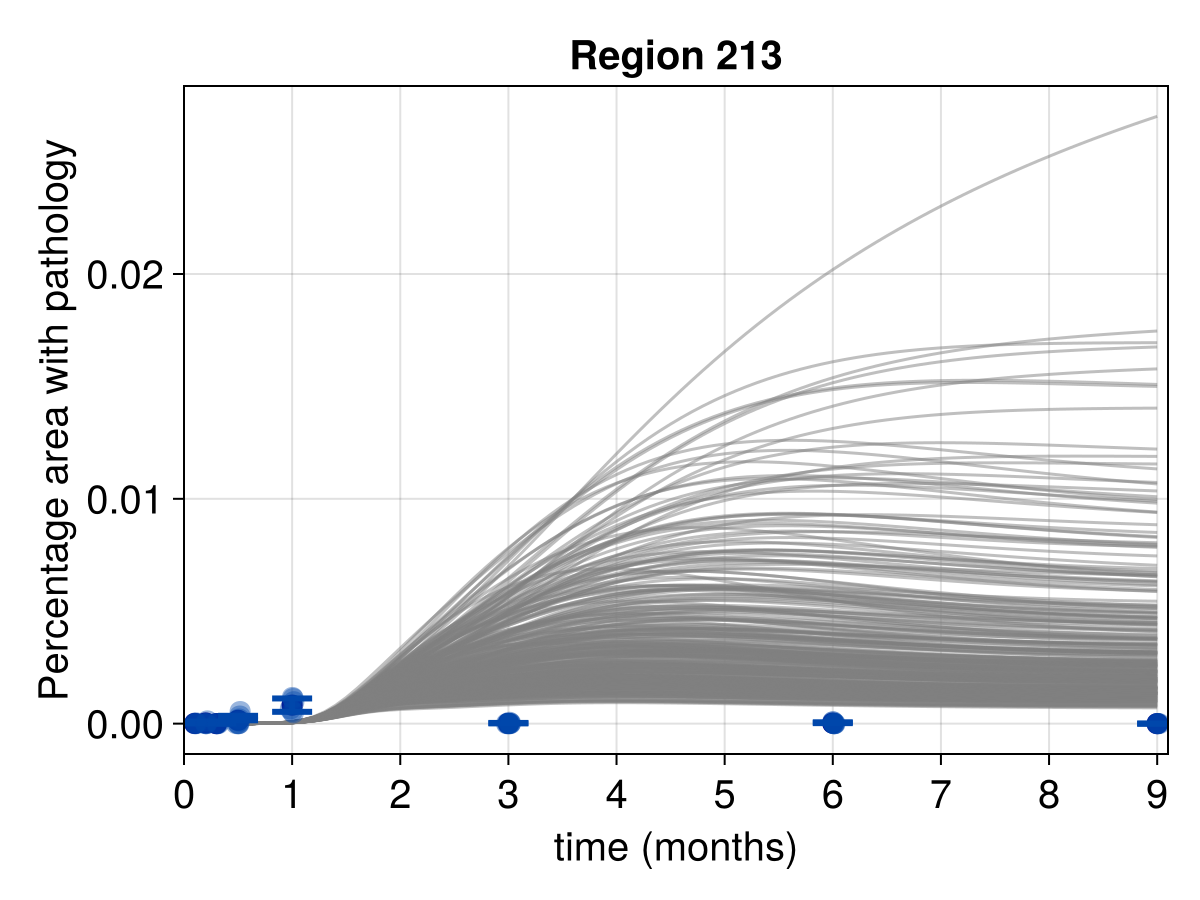 Region 213
Percentage area with pathology
0.02
0.01
0.00
0 1 2 3 4 5 6 7 8 9
time (months)